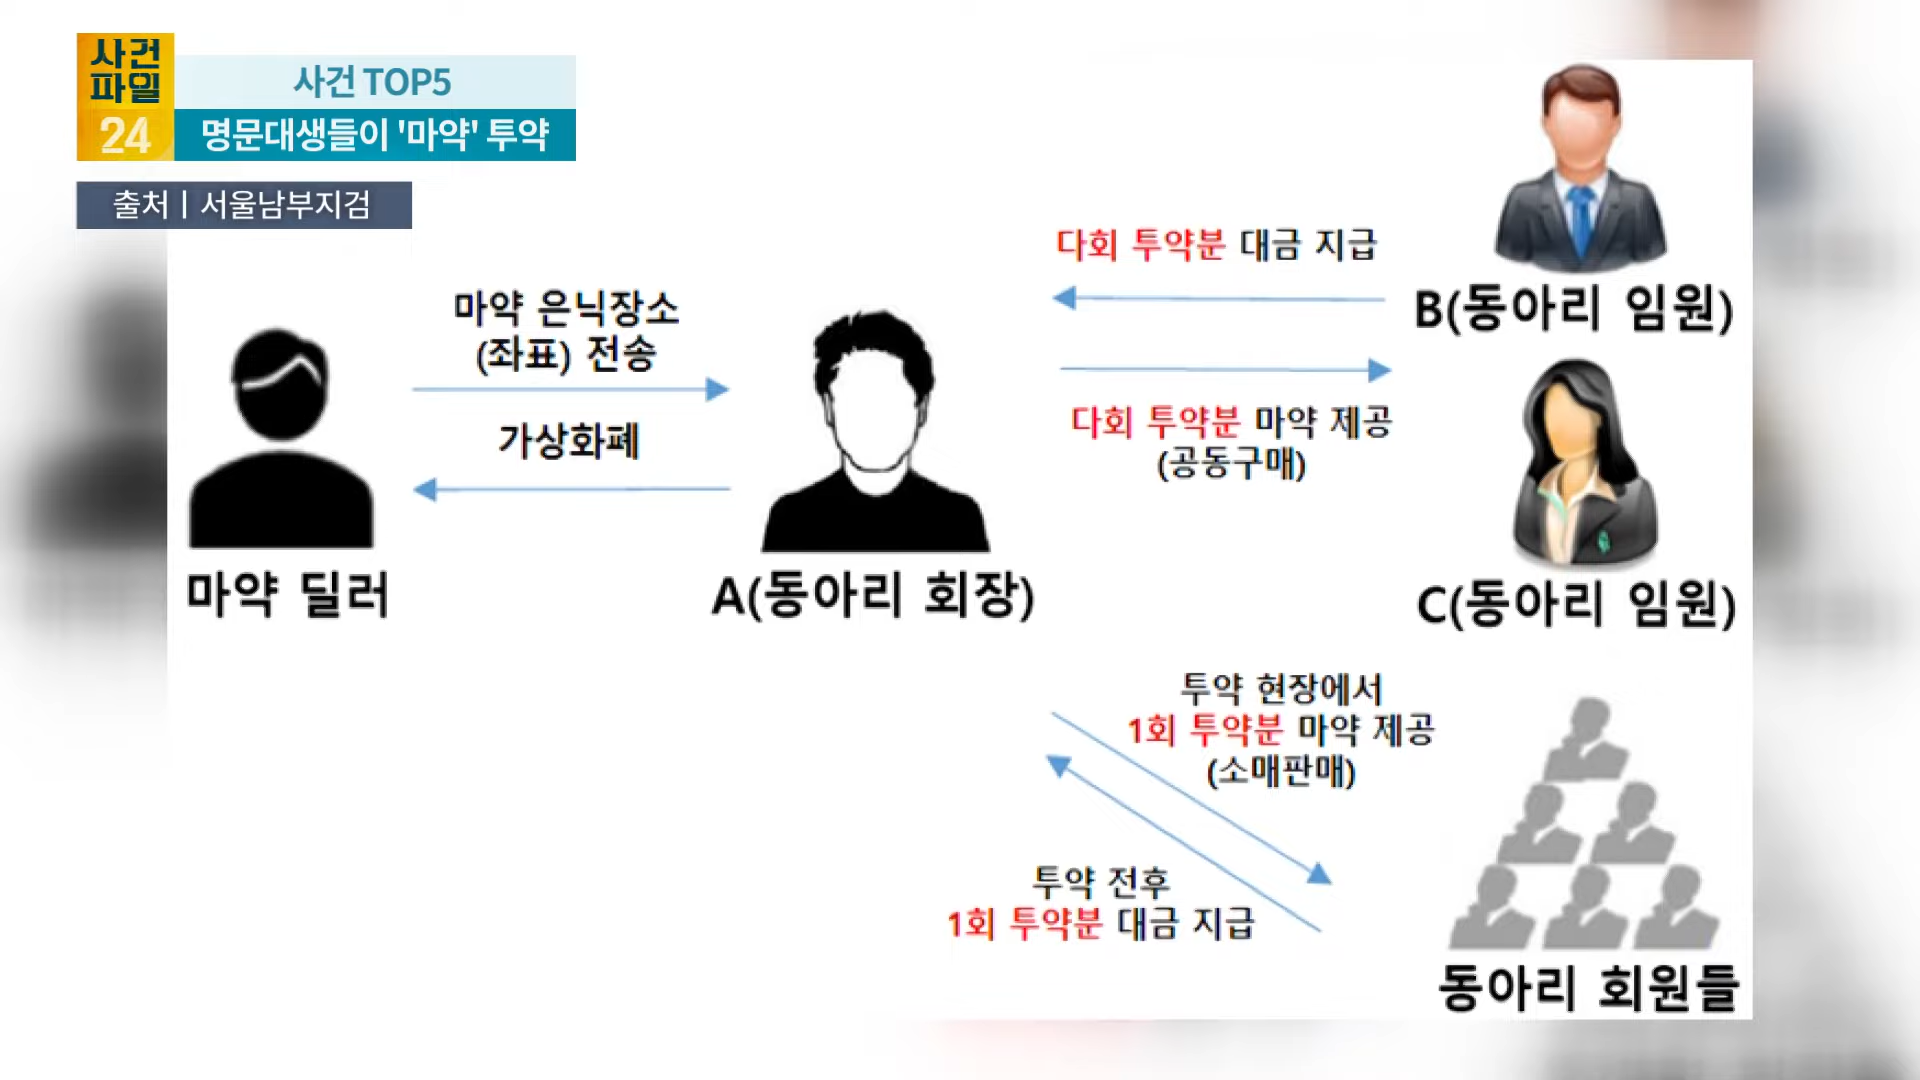 사건
파일
24
사건 TOP5
명문대생들이 '마약' 투약
출처 | 서울남부지검
마약 은닉장소
(좌표) 전송
가상화폐
마약 딜러
A(동아리 회장)
다회 투약분 대금 지급
다회 투약분 마약 제공
(공동구매)
B(동아리 임원)
C(동아리 임원)
투약 현장에서
1회 투약분 마약 제공
(소매판매)
투약 전후
1회 투약분 대금 지급
동아리 회원들